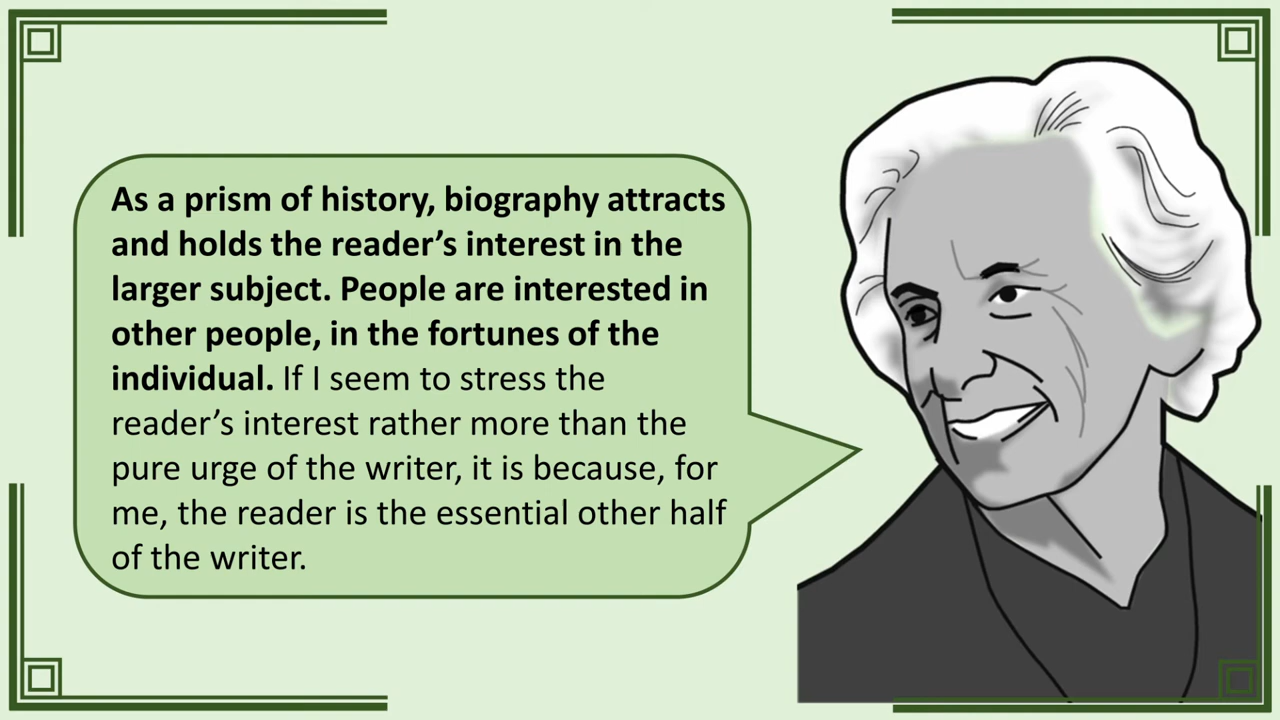 As a prism of history, biography attracts
and holds the reader’s interest in the
larger subject. People are interested in
other people, in the fortunes of the
individual. If I seem to stress the
reader’s interest rather more than the
pure urge of the writer, it is because, for
me, the reader is the essential other half
of the writer.